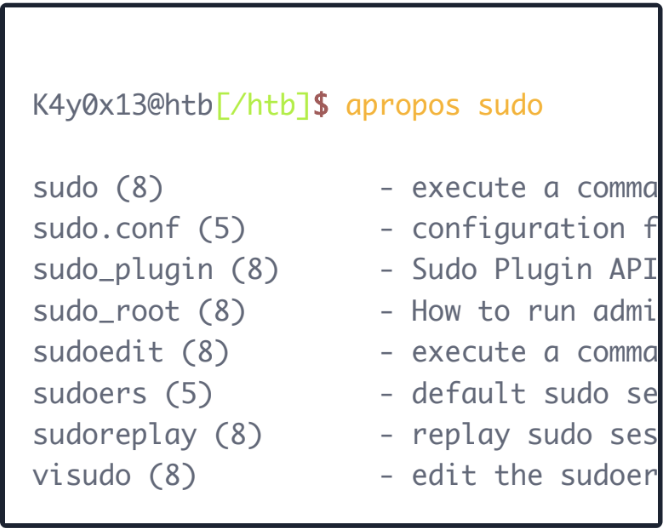 K4y0x13@htb[/htb]$ apropos sudo
sudo (8) - execute a comma
sudo.conf (5) - configuration f
sudo_plugin (8) - Sudo Plugin API
sudo_root (8) - How to run admi
sudoedit (8) - execute a comma
sudoers (5) - default sudo se
sudoreplay (8) - replay sudo ses
visudo (8) - edit the sudoer